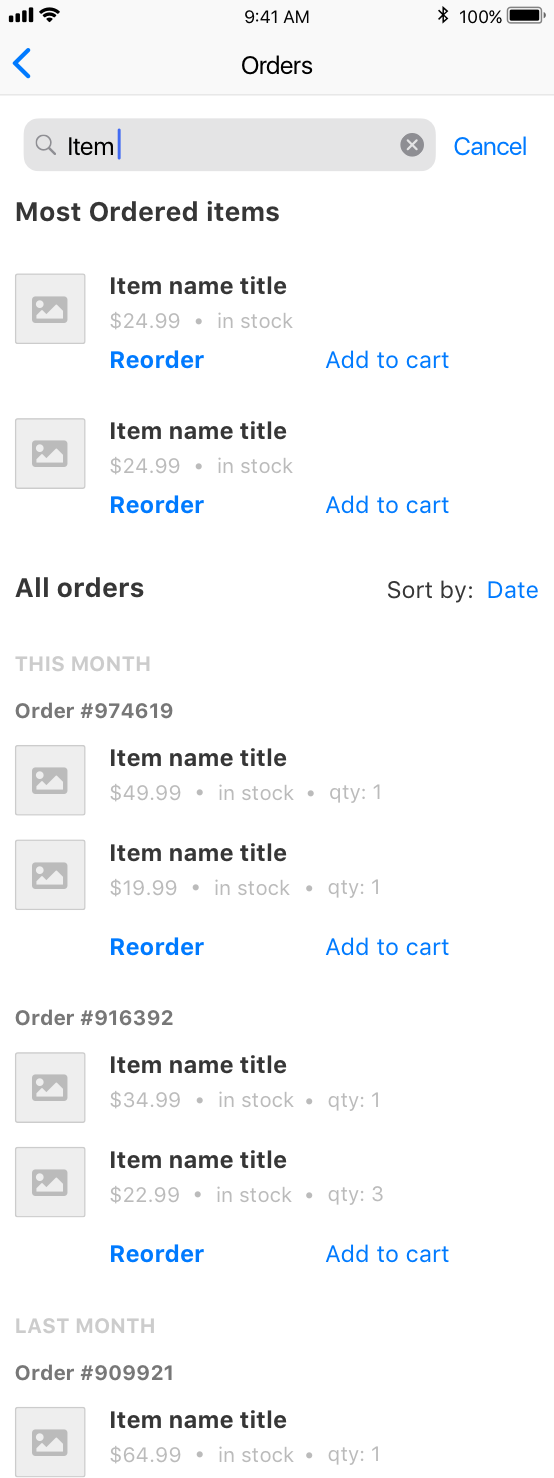 9:41 AM 100%
Orders
Item Cancel
Most Ordered items
Item name title
$24.99 • in stock
Reorder Add to cart
Item name title
$24.99 • in stock
Reorder Add to cart
All orders Sort by: Date
THIS MONTH
Order #974619
Item name title
$49.99 • in stock • qty: 1
Item name title
$19.99 • in stock • qty: 1
Reorder Add to cart
Order #916392
Item name title
$34.99 • in stock • qty: 1
Item name title
$22.99 • in stock • qty: 3
Reorder Add to cart
LAST MONTH
Order #909921
Item name title
$64.99 • in stock • qty: 1